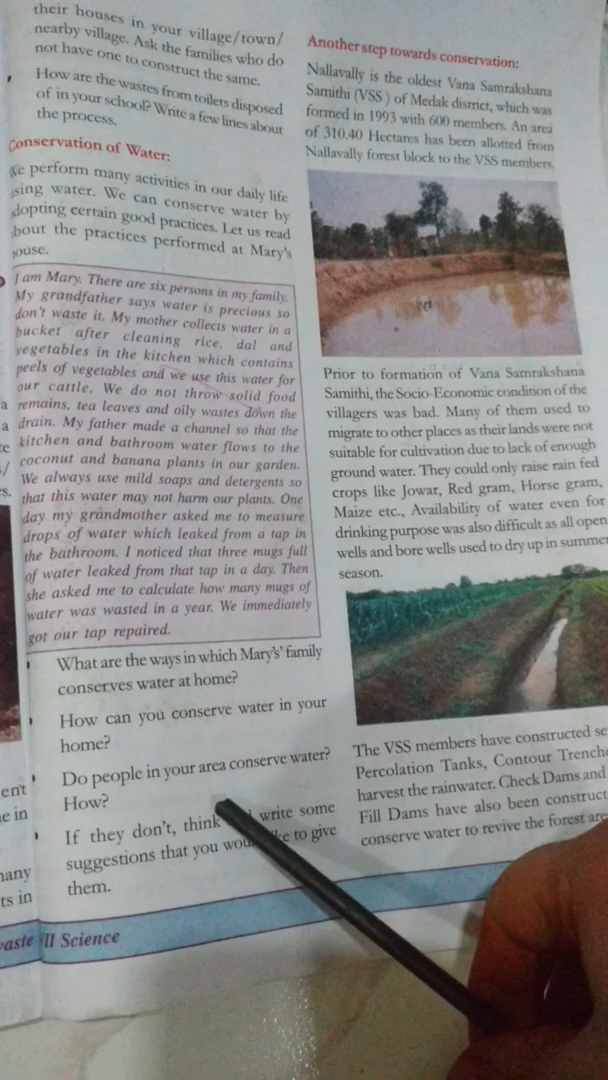 their houses in your village/town/
nearby village. Ask the families who do
not have one to construct the same.
How are the wastes from toilets disposed
of in your school? Write a few lines about
the process.
Conservation of Water:
We perform many activities in our daily life
using water. We can conserve water by
adopting certain good practices. Let us read
about the practices performed at Mary's
house.
I am Mary. There are six persons in my family.
My grandfather says water is precious so
don't waste it. My mother collects water in a
bucket after cleaning rice, dal and
vegetables in the kitchen which contains
peels of vegetables and we use this water for
our cattle. We do not throw solid food
remains, tea leaves and oily wastes down the
drain. My father made a channel so that the
kitchen and bathroom water flows to the
coconut and banana plants in our garden.
We always use mild soaps and detergents so
that this water may not harm our plants. One
day my grandmother asked me to measure
drops of water which leaked from a tap in
the bathroom. I noticed that three mugs full
of water leaked from that tap in a day. Then
she asked me to calculate how many mugs of
water was wasted in a year. We immediately
got our tap repaired.
What are the ways in which Mary's' family
conserves water at home?
How can you conserve water in your
home?
Do people in your area conserve water?
How?
If they don't, think write some
suggestions that you to give
them.
VII Science
Another step towards conservation:
Nallavally is the oldest Vana Samrakshana
Samithi (VSS ) of Medak district, which was
formed in 1993 with 600 members. An area
of 310.40 Hectares has been allotted from
Nallavally forest block to the VSS members.
Prior to formation of Vana Samrakshana
Samithi, the Socio-Economic condition of the
villagers was bad. Many of them used to
migrate to other places as their lands were not
suitable for cultivation due to lack of enough
ground water. They could only raise rain fed
crops like Jowar, Red gram, Horse gram,
Maize etc., Availability of water even for
drinking purpose was also difficult as all open
wells and bore wells used to dry up in summer
season.
The VSS members have constructed se
Percolation Tanks, Contour Trenche
harvest the rainwater. Check Dams and
Fill Dams have also been construct
conserve water to revive the forest are